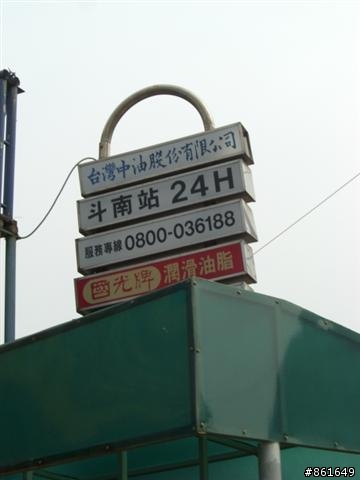 台灣中油股份有限公司
斗南站 24H
服務專線 0800-036188
國光牌 潤滑油脂
#861649